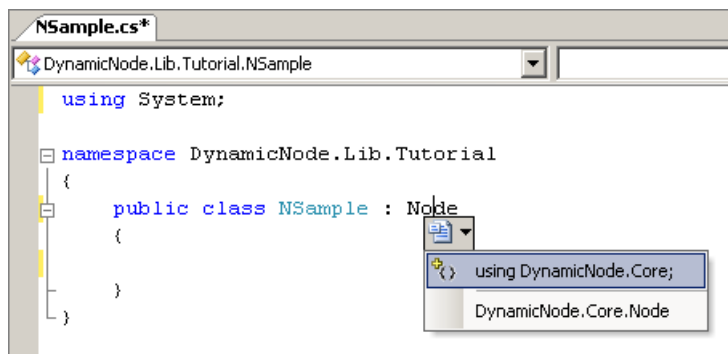 NSample.cs*
DynamicNode.Lib.Tutorial.NSample
using System;
namespace DynamicNode.Lib.Tutorial
{
public class NSample : Node
{
using DynamicNode.Core;
}
DynamicNode.Core.Node
}